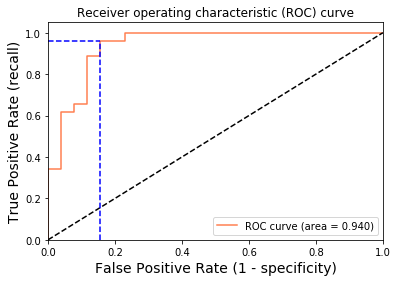 Receiver operating characteristic (ROC) curve
True Positive Rate (recall)
1.0
0.8
0.6
0.4
0.2
0.0
0.0 0.2 0.4 0.6 0.8 1.0
ROC curve (area = 0.940)
False Positive Rate (1 - specificity)